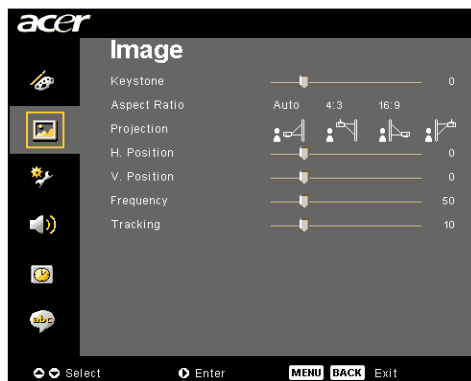 acer
Image
Keystone 0
Aspect Ratio Auto 4:3 16:9
Projection
H. Position 0
V. Position 0
Frequency 50
Tracking 10
abc
Select Enter MENU BACK Exit